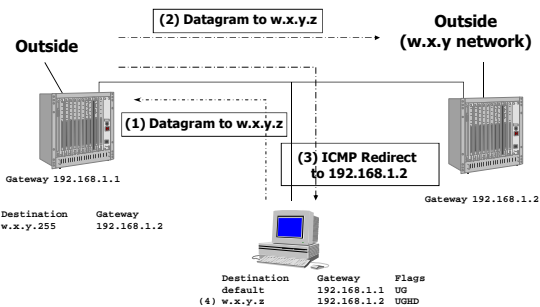 (2) Datagram to w.x.y.z
Outside
Outside
(w.x.y network)
(1) Datagram to w.x.y.z
(3) ICMP Redirect
to 192.168.1.2
Gateway 192.168.1.1
Gateway 192.168.1.2
Destination Gateway
w.x.y.255 192.168.1.2
Destination Gateway Flags
default 192.168.1.1 UG
(4) w.x.y.z 192.168.1.2 UGHD